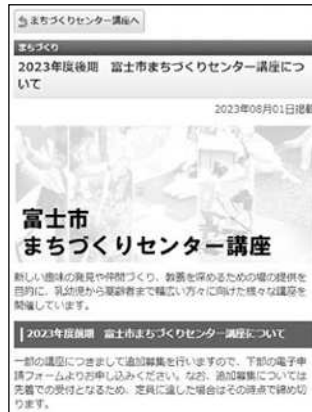 まちづくりセンター講座へ
まちづくり
2023年度後期　富士市まちづくりセンター講座につ
いて
2023年08月01日掲載
富士市
まちづくりセンター講座
新しい趣味の発見や仲間づくり、教養を深めるための場の提供を
目的に、乳幼児から高齢者まで幅広い方々に向けた様々な講座を
開催しています。
2023年度後期　富士市まちづくりセンター講座について
一部の講座につきまして追加募集を行いますので、下部の電子申
請フォームよりお申し込みください。なお、追加募集については
先着での受付となるため、定員に達した場合はその時点で締め切
ります。